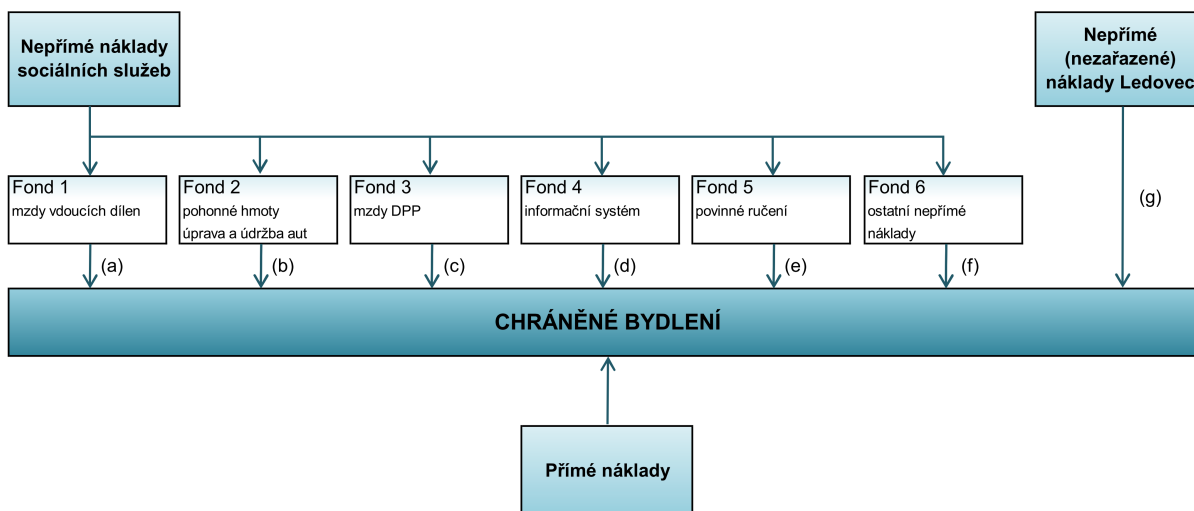 Nepřímé náklady
sociálních služeb
Nepřímé
(nezařazené)
náklady Ledovec
Fond 1
mzdy vdoucích dílen
Fond 2
pohonné hmoty
úprava a údržba aut
Fond 3
mzdy DPP
Fond 4
informační systém
Fond 5
povinné ručení
Fond 6
ostatní nepřímé
náklady
(g)
(a)
(b)
(c)
(d)
(e)
(f)
CHRÁNĚNÉ BYDLENÍ
Přímé náklady